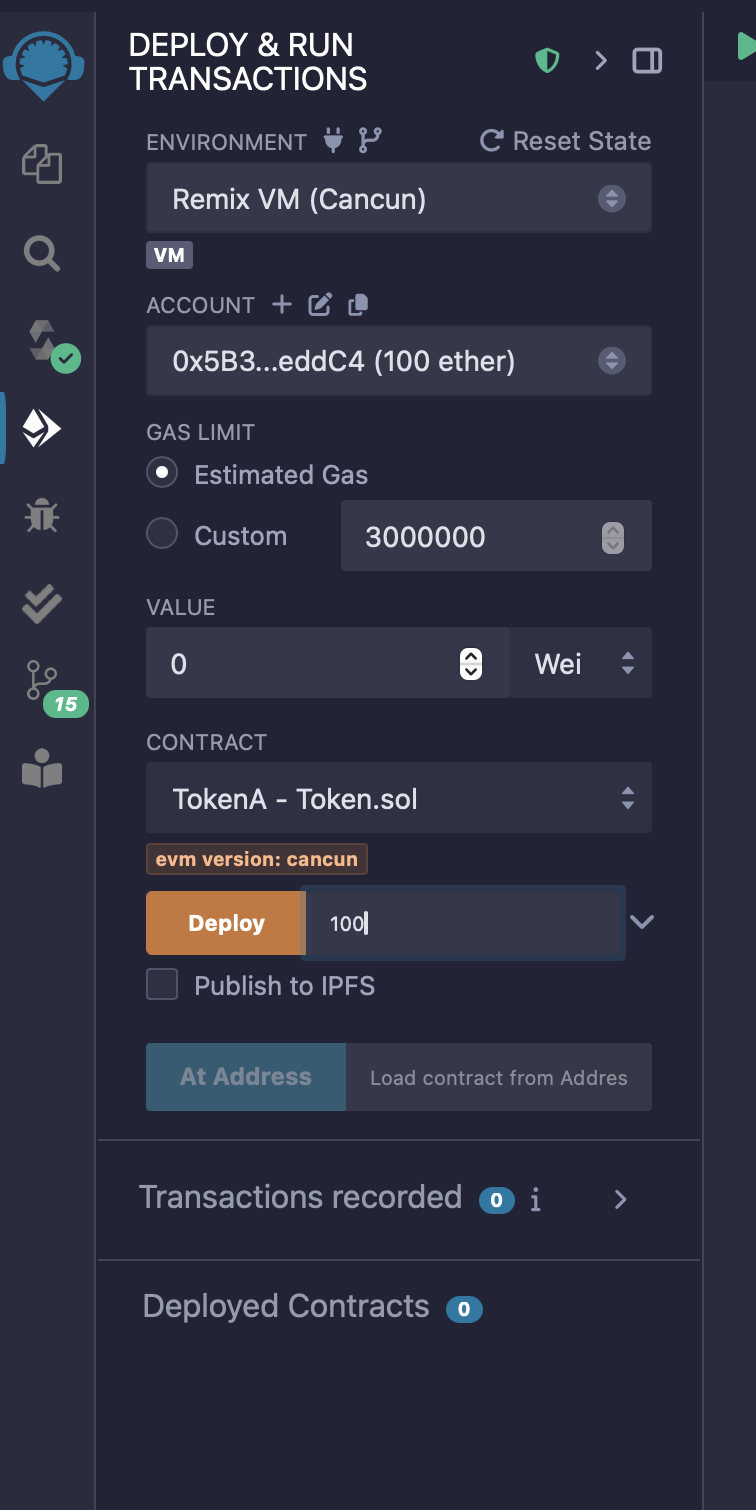 DEPLOY & RUN
TRANSACTIONS
ENVIRONMENT
Reset State
Remix VM (Cancun)
VM
ACCOUNT
0x5B3...eddC4 (100 ether)
GAS LIMIT
Estimated Gas
Custom
3000000
VALUE
0
Wei
15
CONTRACT
TokenA - Token.sol
evm version: cancun
Deploy
100
Publish to IPFS
At Address
Load contract from Addres
Transactions recorded 0 i
Deployed Contracts 0